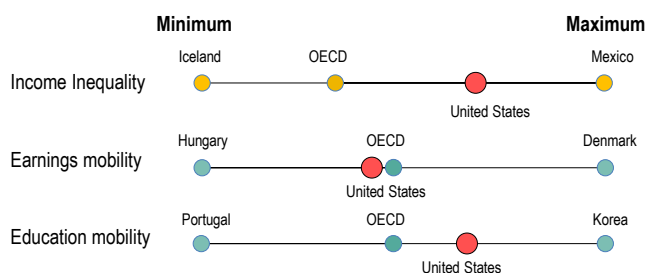 Minimum Maximum
Iceland OECD Mexico
Income Inequality
United States
Hungary OECD Denmark
Earnings mobility
United States
Portugal OECD Korea
Education mobility
United States